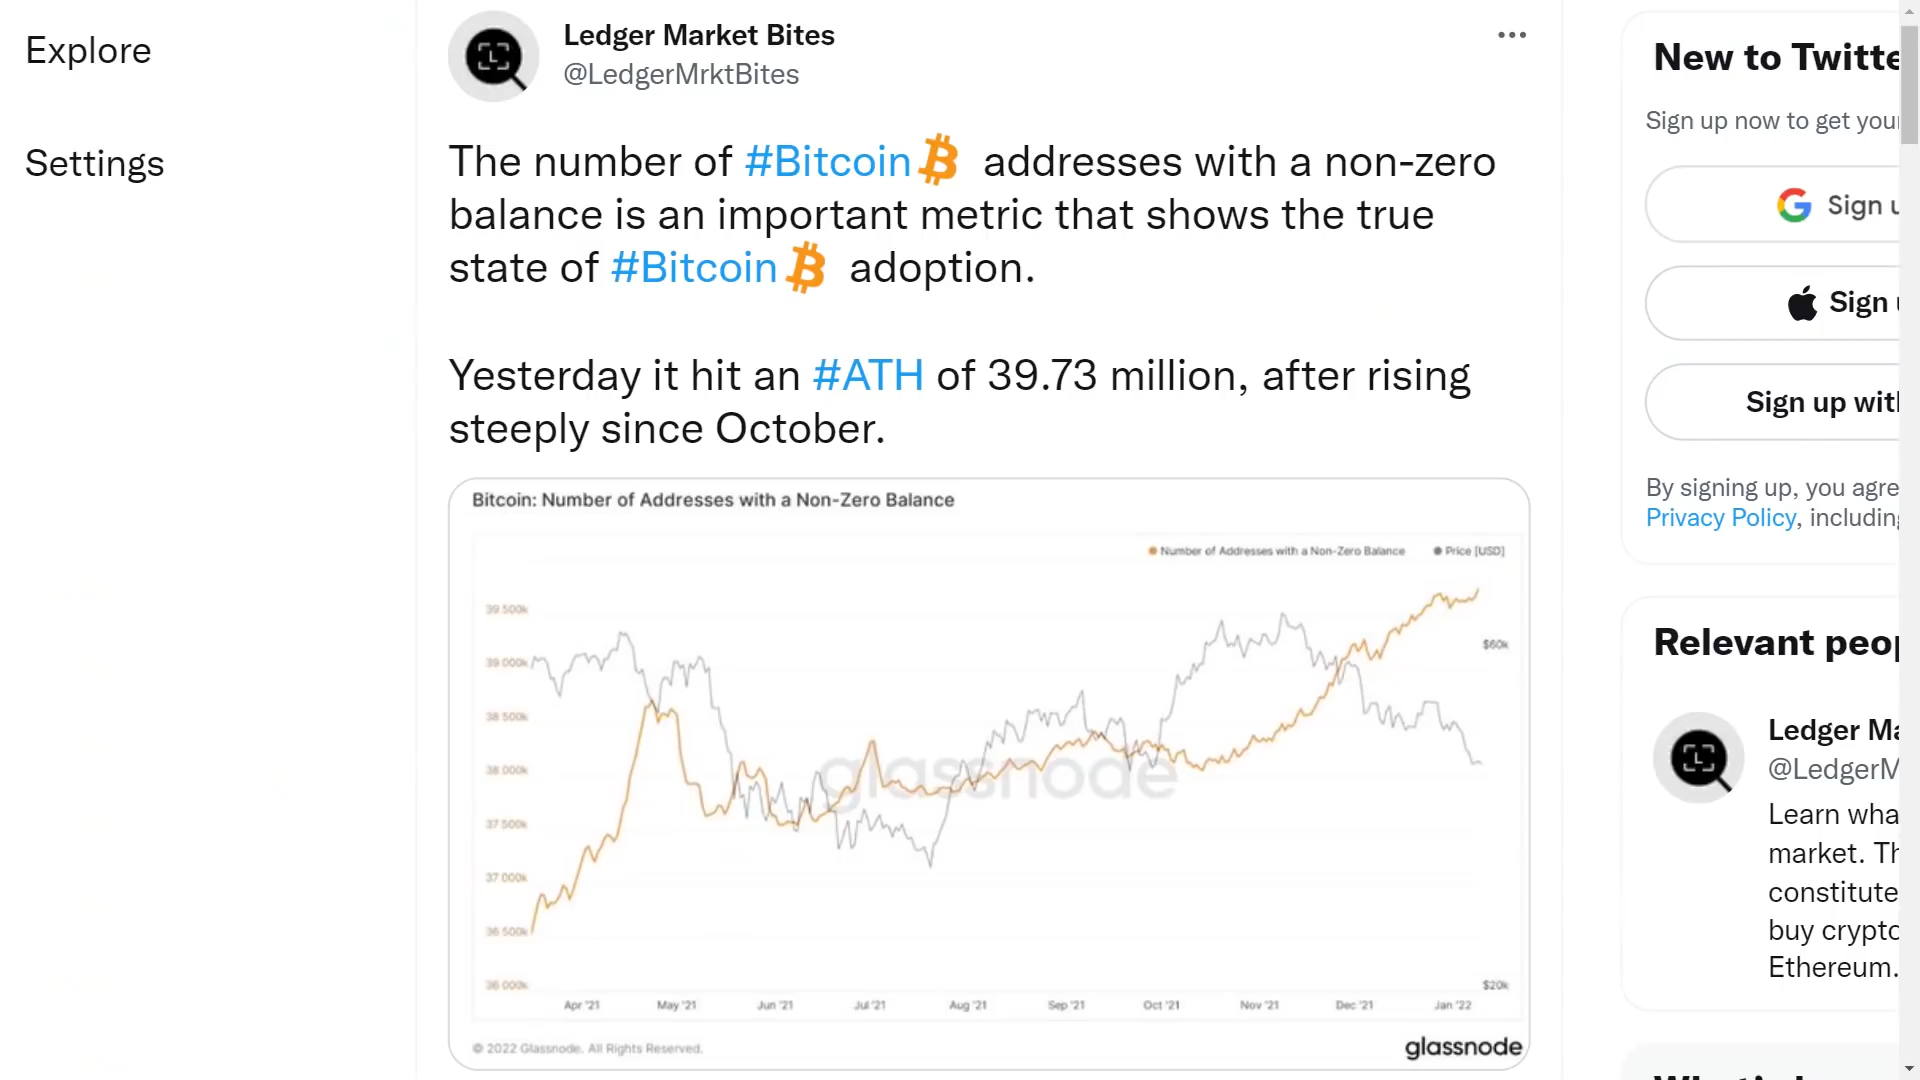 Explore
Settings
Ledger Market Bites
@LedgerMrktBites
The number of #Bitcoin addresses with a non-zero
balance is an important metric that shows the true
state of #Bitcoin adoption.
Yesterday it hit an #ATH of 39.73 million, after rising
steeply since October.
Bitcoin: Number of Addresses with a Non-Zero Balance
Number of Addresses with a Non-Zero Balance
Price [USD]
39 500k
39 000k
38 500k
38 000k
37 500k
37 000k
36 500k
36 000k
$60k
$20k
glassnode
Apr '21 May '21 Jun '21 Jul '21 Aug '21 Sep '21 Oct '21 Nov '21 Dec '21 Jan '22
© 2022 Glassnode. All Rights Reserved.
glassnode
New to Twitte
Sign up now to get you
Sign u
Sign u
Sign up wit
By signing up, you agre
Privacy Policy, including
Relevant peo
Ledger Ma
@LedgerM
Learn wha
market. Th
constitute
buy crypto
Ethereum.